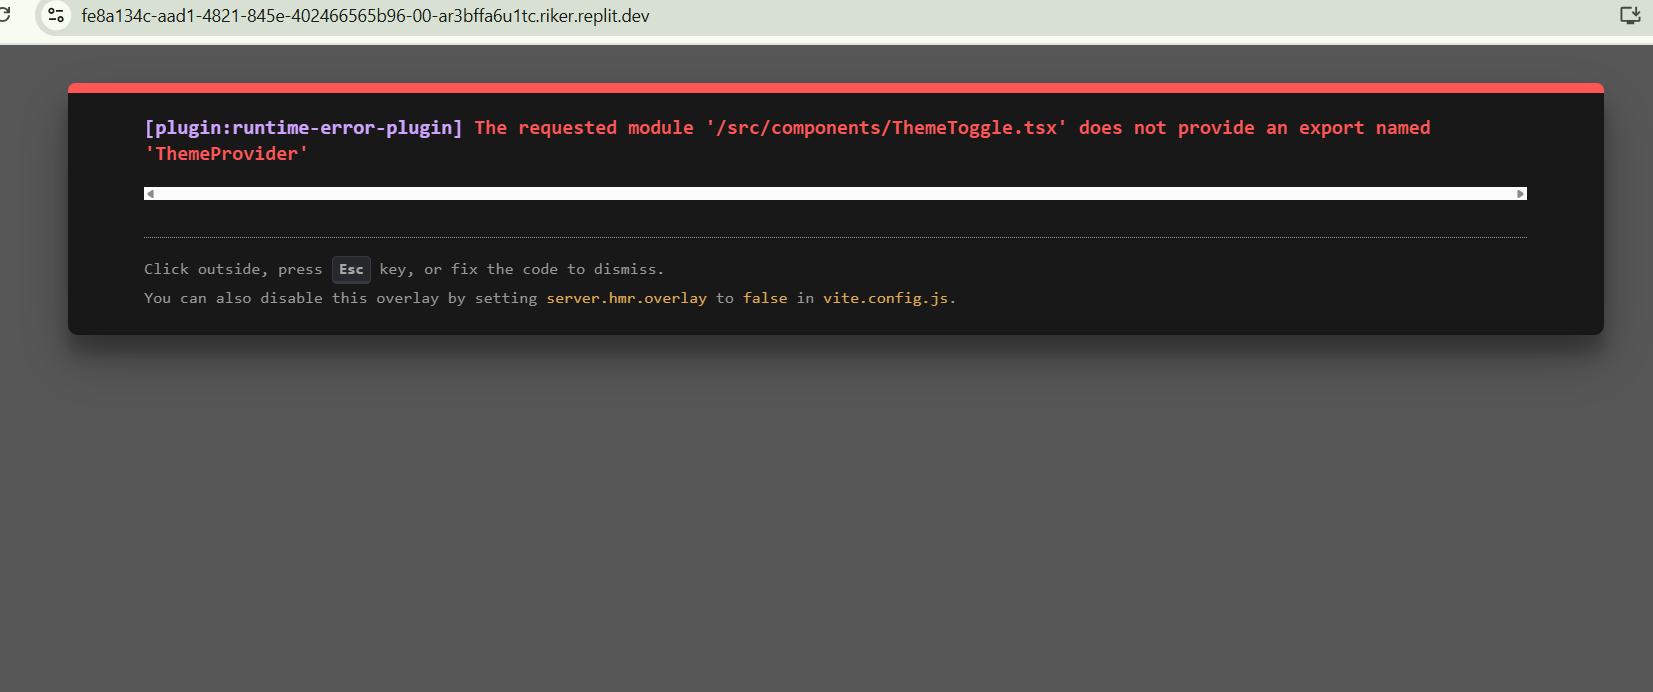 fe8a134c-aad1-4821-845e-402466565b96-00-ar3bffa6u1tc.riker.replit.dev
[plugin:runtime-error-plugin] The requested module '/src/components/ThemeToggle.tsx' does not provide an export named
'ThemeProvider'
Click outside, press Esc key, or fix the code to dismiss.
You can also disable this overlay by setting server.hmr.overlay to false in vite.config.js.